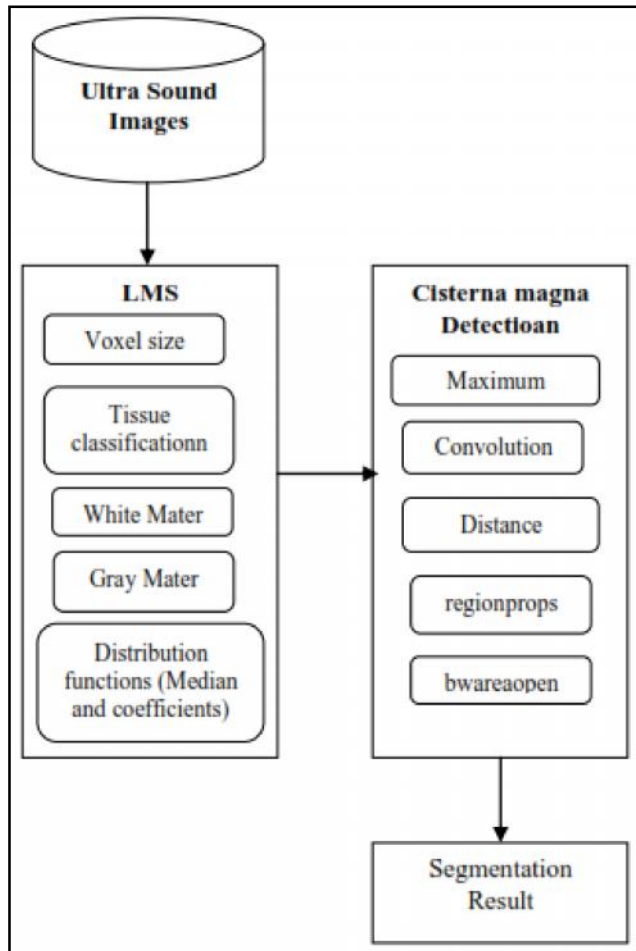 Ultra Sound
Images
LMS
Voxel size
Tissue
classificationn
White Mater
Gray Mater
Distribution
functions (Median
and coefficients)
Cisterna magna
Detectioan
Maximum
Convolution
Distance
regionprops
bwareaopen
Segmentation
Result